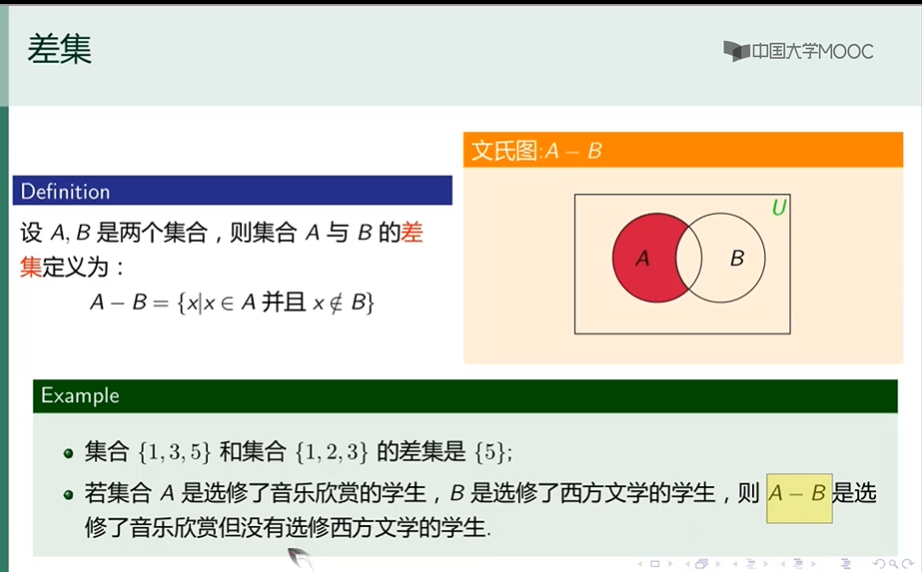 差集
中国大学MOOC
Definition
设 A, B 是两个集合，则集合 A 与 B 的差
集定义为：
A − B = {x|x ∈ A 并且 x ∉ B}
文氏图:A − B
U
A
B
Example
集合 {1, 3, 5} 和集合 {1, 2, 3} 的差集是 {5};
若集合 A 是选修了音乐欣赏的学生，B 是选修了西方文学的学生，则 A − B 是选
修了音乐欣赏但没有选修西方文学的学生.